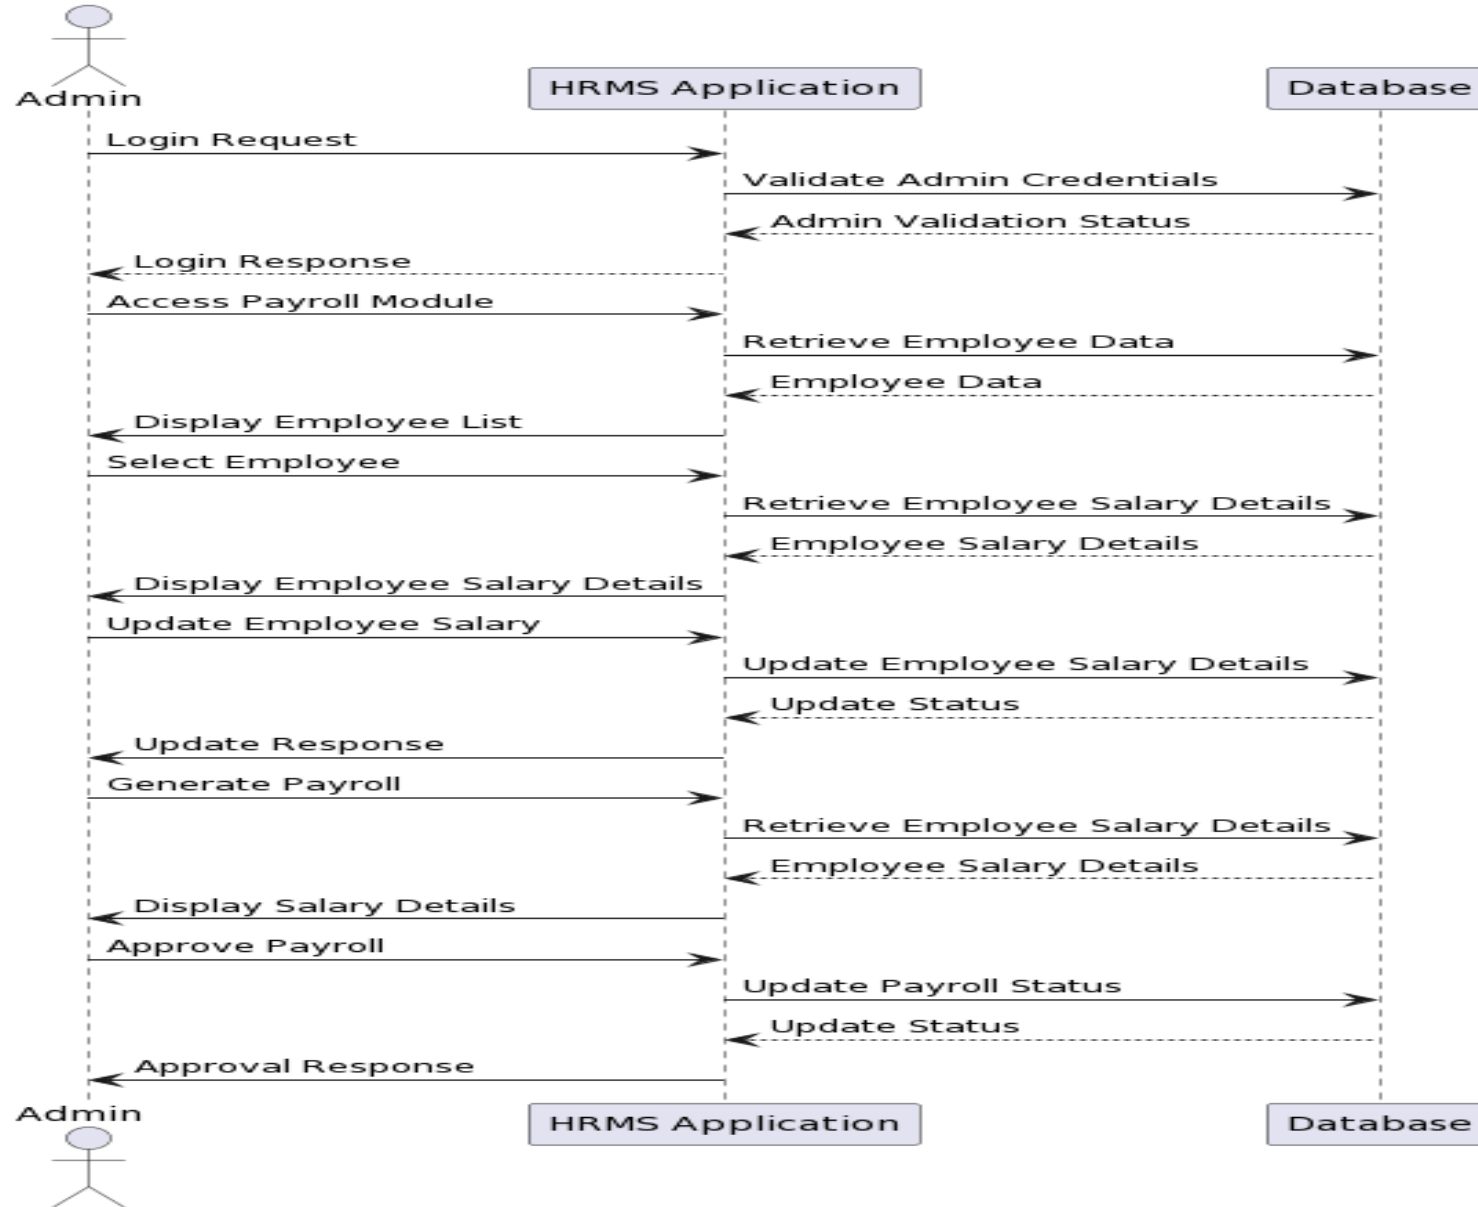 Admin
HRMS Application
Database
Login Request
Validate Admin Credentials
Admin Validation Status
Login Response
Access Payroll Module
Retrieve Employee Data
Employee Data
Display Employee List
Select Employee
Retrieve Employee Salary Details
Employee Salary Details
Display Employee Salary Details
Update Employee Salary
Update Employee Salary Details
Update Status
Update Response
Generate Payroll
Retrieve Employee Salary Details
Employee Salary Details
Display Salary Details
Approve Payroll
Update Payroll Status
Update Status
Approval Response
Admin
HRMS Application
Database